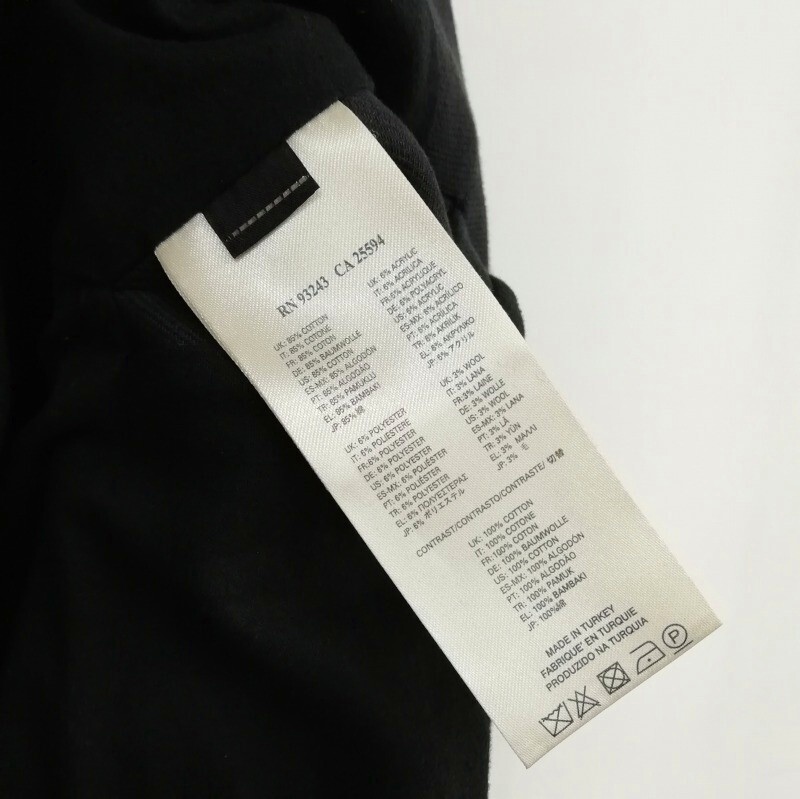 RN 93243 CA 25594
UK: 85% COTTON
IT: 85% COTONE
FR: 85% COTON
DE: 85% BAUMWOLLE
US: 85% COTTON
ES-MX: 85% ALGODÓN
PT: 85% ALGODÃO
TR: 85% PAMUKLU
EL: 85% BAMBAKI
JP: 85% 綿
UK: 6% POLYESTER
IT: 6% POLIESTERE
FR:6% POLYESTER
DE: 6% POLYESTER
US: 6% POLYESTER
ES-MX: 6% POLIÉSTER
PT: 6% POLIÉSTER
TR: 6% POLYESTER
EL: 6% ΠΟΛΥΕΣΤΕΡΑΣ
JP: 6% ポリエステル
UK: 6% ACRYLIC
IT: 6% ACRILICA
FR:6% ACRYLIQUE
DE: 6% POLYACRYL
US: 6% ACRYLIC
ES-MX: 6% ACRÍLICO
PT: 6% ACRÍLICA
TR: 6% AKRILIK
EL: 6% ΑΚΡΥΛΙΚΟ
JP: 6% アクリル
UK: 3% WOOL
IT: 3% LANA
FR:3% LAINE
DE: 3% WOLLE
US: 3% WOOL
ES-MX: 3% LANA
PT: 3% LÃ
TR: 3% YÜN
EL: 3% ΜΑΛΛΙ
JP: 3% 毛
CONTRAST/CONTRASTO/CONTRASTE/ 切替
UK: 100% COTTON
IT: 100% COTONE
FR:100% COTON
DE: 100% BAUMWOLLE
US: 100% COTTON
ES-MX: 100% ALGODÓN
PT: 100% ALGODÃO
TR: 100% PAMUK
EL: 100% BAMBAKI
JP: 100%綿
MADE IN TURKEY
FABRIQUE' EN TURQUIE
PRODUZIDO NA TURQUIA
P